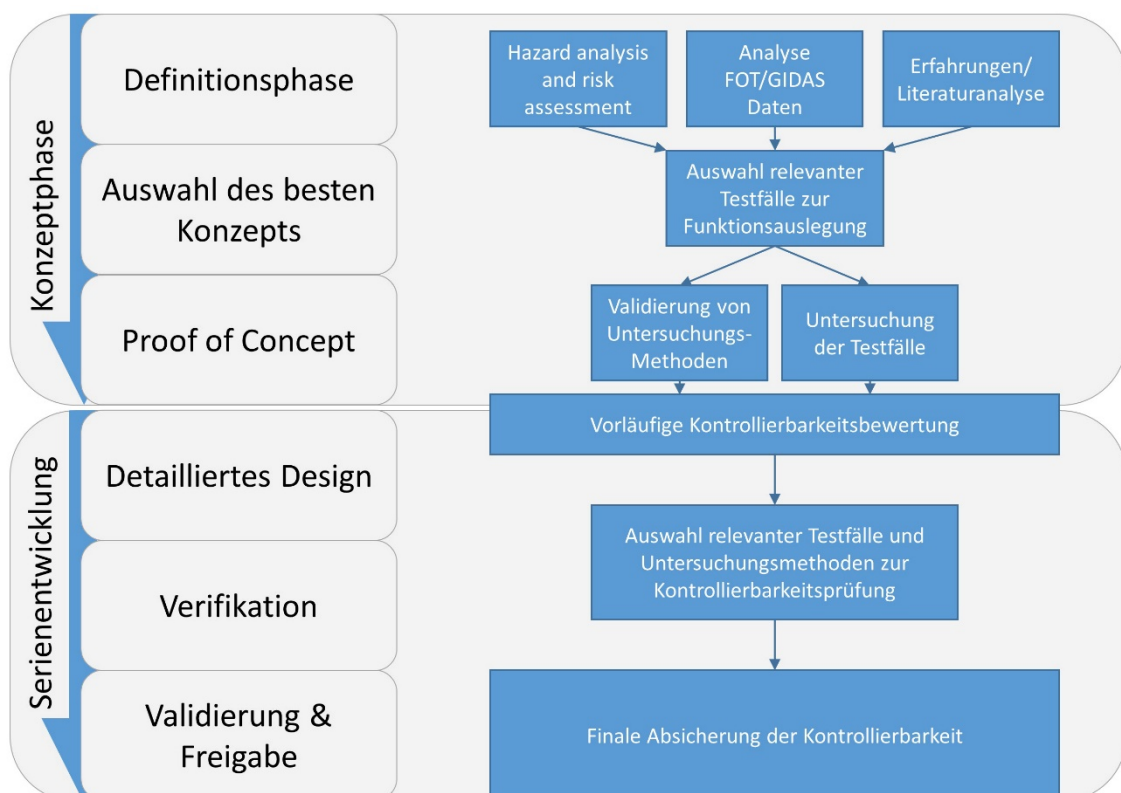 Konzeptphase
Definitionsphase
Auswahl des besten
Konzepts
Proof of Concept
Hazard analysis
and risk
assessment
Analyse
FOT/GIDAS
Daten
Erfahrungen/
Literaturanalyse
Auswahl relevanter
Testfälle zur
Funktionsauslegung
Validierung von
Untersuchungs-
Methoden
Untersuchung
der Testfälle
Vorläufige Kontrollierbarkeitsbewertung
Serienentwicklung
Detailliertes Design
Verifikation
Validierung &
Freigabe
Auswahl relevanter Testfälle und
Untersuchungsmethoden zur
Kontrollierbarkeitsprüfung
Finale Absicherung der Kontrollierbarkeit